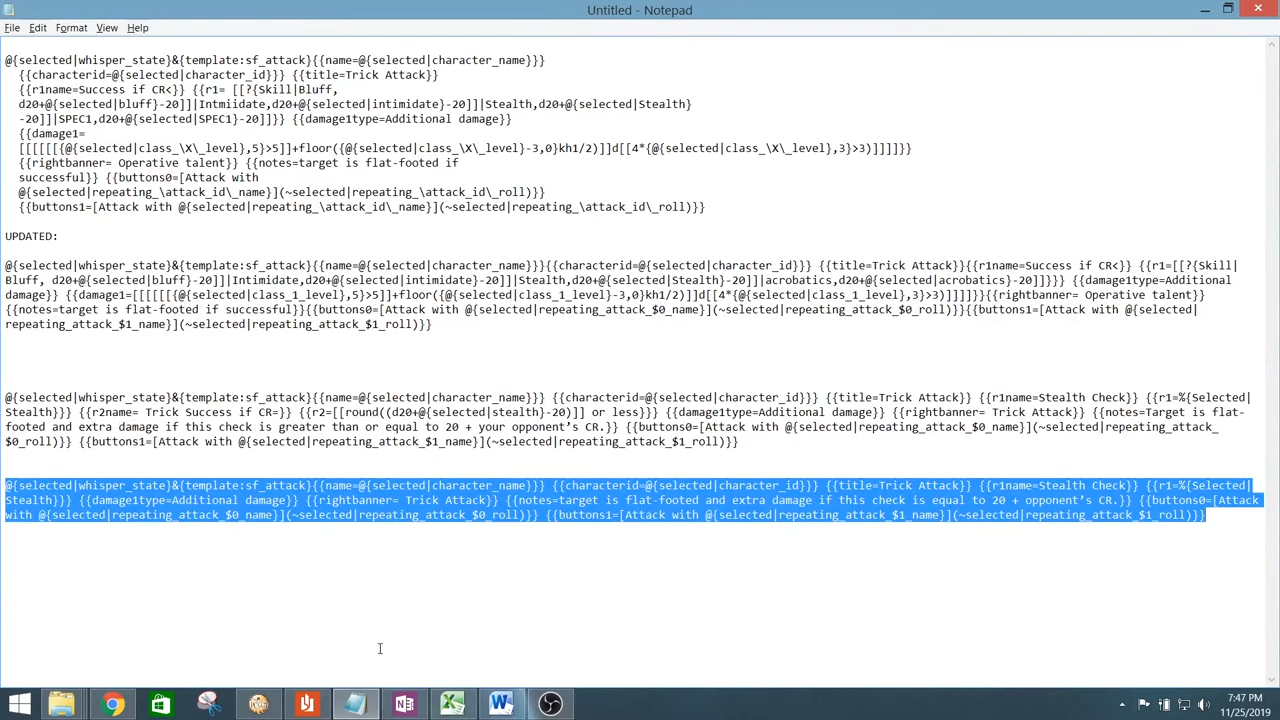 Untitled - Notepad
File Edit Format View Help
@{selected|whisper_state}&{template:sf_attack}{{name=@{selected|character_name}}}
{{characterid=@{selected|character_id}}} {{title=Trick Attack}}
{{r1name=Success if CR<}} {{r1= [[?{Skill|Bluff,
d20+@{selected|bluff}-20]]|Intmiidate,d20+@{selected|intimidate}-20]]|Stealth,d20+@{selected|Stealth}
-20]]|SPEC1,d20+@{selected|SPEC1}-20]]}} {{damage1type=Additional damage}}
{{damage1=
[[[[[[{@{selected|class_\X\_level},5}>5]]+floor({@{selected|class_\X\_level}-3,0}kh1/2)]]d[[4*{@{selected|class_\X\_level},3}>3)]]]]}}
{{rightbanner= Operative talent}} {{notes=target is flat-footed if
successful}} {{buttons0=[Attack with
@{selected|repeating_\attack_id\_name}](~selected|repeating_\attack_id\_roll)}}
{{buttons1=[Attack with @{selected|repeating_\attack_id\_name}](~selected|repeating_\attack_id\_roll)}}
UPDATED:
@{selected|whisper_state}&{template:sf_attack}{{name=@{selected|character_name}}}{{characterid=@{selected|character_id}}} {{title=Trick Attack}}{{r1name=Success if CR<}} {{r1=[[?{Skill|
Bluff, d20+@{selected|bluff}-20]]|Intimidate,d20+@{selected|intimidate}-20]]|Stealth,d20+@{selected|Stealth}-20]]|acrobatics,d20+@{selected|acrobatics}-20]]}}} {{damage1type=Additional
damage}} {{damage1=[[[[[[{@{selected|class_1_level},5}>5]]+floor({@{selected|class_1_level}-3,0}kh1/2)]]d[[4*{@{selected|class_1_level},3}>3)]]]]}}{{rightbanner= Operative talent}}
{{notes=target is flat-footed if successful}}{{buttons0=[Attack with @{selected|repeating_attack_$0_name}](~selected|repeating_attack_$0_roll)}}{{buttons1=[Attack with @{selected|
repeating_attack_$1_name}](~selected|repeating_attack_$1_roll)}}
@{selected|whisper_state}&{template:sf_attack}{{name=@{selected|character_name}}} {{characterid=@{selected|character_id}}} {{title=Trick Attack}} {{r1name=Stealth Check}} {{r1=%{Selected|
Stealth}}} {{r2name= Trick Success if CR=}} {{r2=[[round((d20+@{selected|stealth}-20)]] or less}}} {{damage1type=Additional damage}} {{rightbanner= Trick Attack}} {{notes=Target is flat-
footed and extra damage if this check is greater than or equal to 20 + your opponent’s CR.}} {{buttons0=[Attack with @{selected|repeating_attack_$0_name}](~selected|repeating_attack_
$0_roll)}} {{buttons1=[Attack with @{selected|repeating_attack_$1_name}](~selected|repeating_attack_$1_roll)}}
@{selected|whisper_state}&{template:sf_attack}{{name=@{selected|character_name}}} {{characterid=@{selected|character_id}}} {{title=Trick Attack}} {{r1name=Stealth Check}} {{r1=%{Selected|
Stealth}}} {{damage1type=Additional damage}} {{rightbanner= Trick Attack}} {{notes=target is flat-footed and extra damage if this check is equal to 20 + opponent’s CR.}} {{buttons0=[Attack
with @{selected|repeating_attack_$0_name}](~selected|repeating_attack_$0_roll)}} {{buttons1=[Attack with @{selected|repeating_attack_$1_name}](~selected|repeating_attack_$1_roll)}}
7:47 PM
11/25/2019